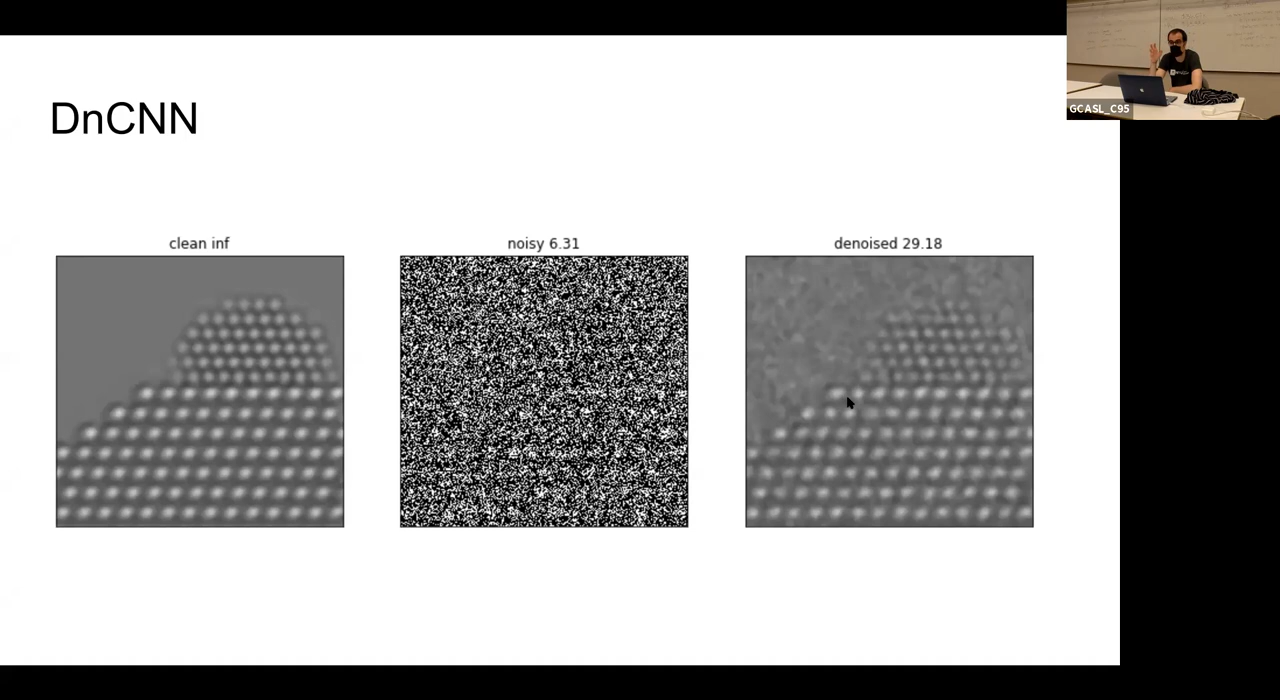 DnCNN
clean inf
noisy 6.31
denoised 29.18
GCASL_C95